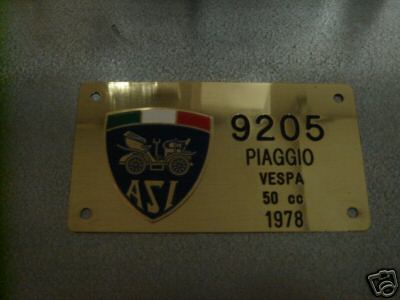 ASI
9205
PIAGGIO
VESPA
50 cc
1978